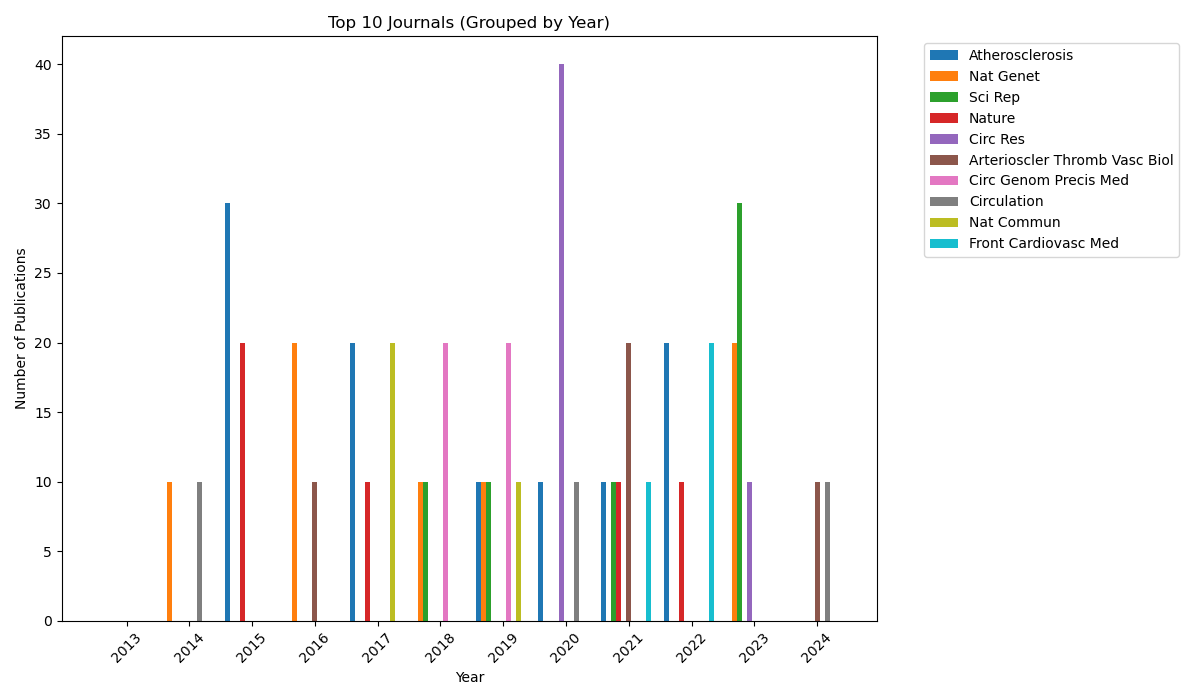 Top 10 Journals (Grouped by Year)
Number of Publications
40
35
30
25
20
15
10
5
0
2013
2014
2015
2016
2017
2018
2019
2020
2021
2022
2023
2024
Year
Atherosclerosis
Nat Genet
Sci Rep
Nature
Circ Res
Arterioscler Thromb Vasc Biol
Circ Genom Precis Med
Circulation
Nat Commun
Front Cardiovasc Med